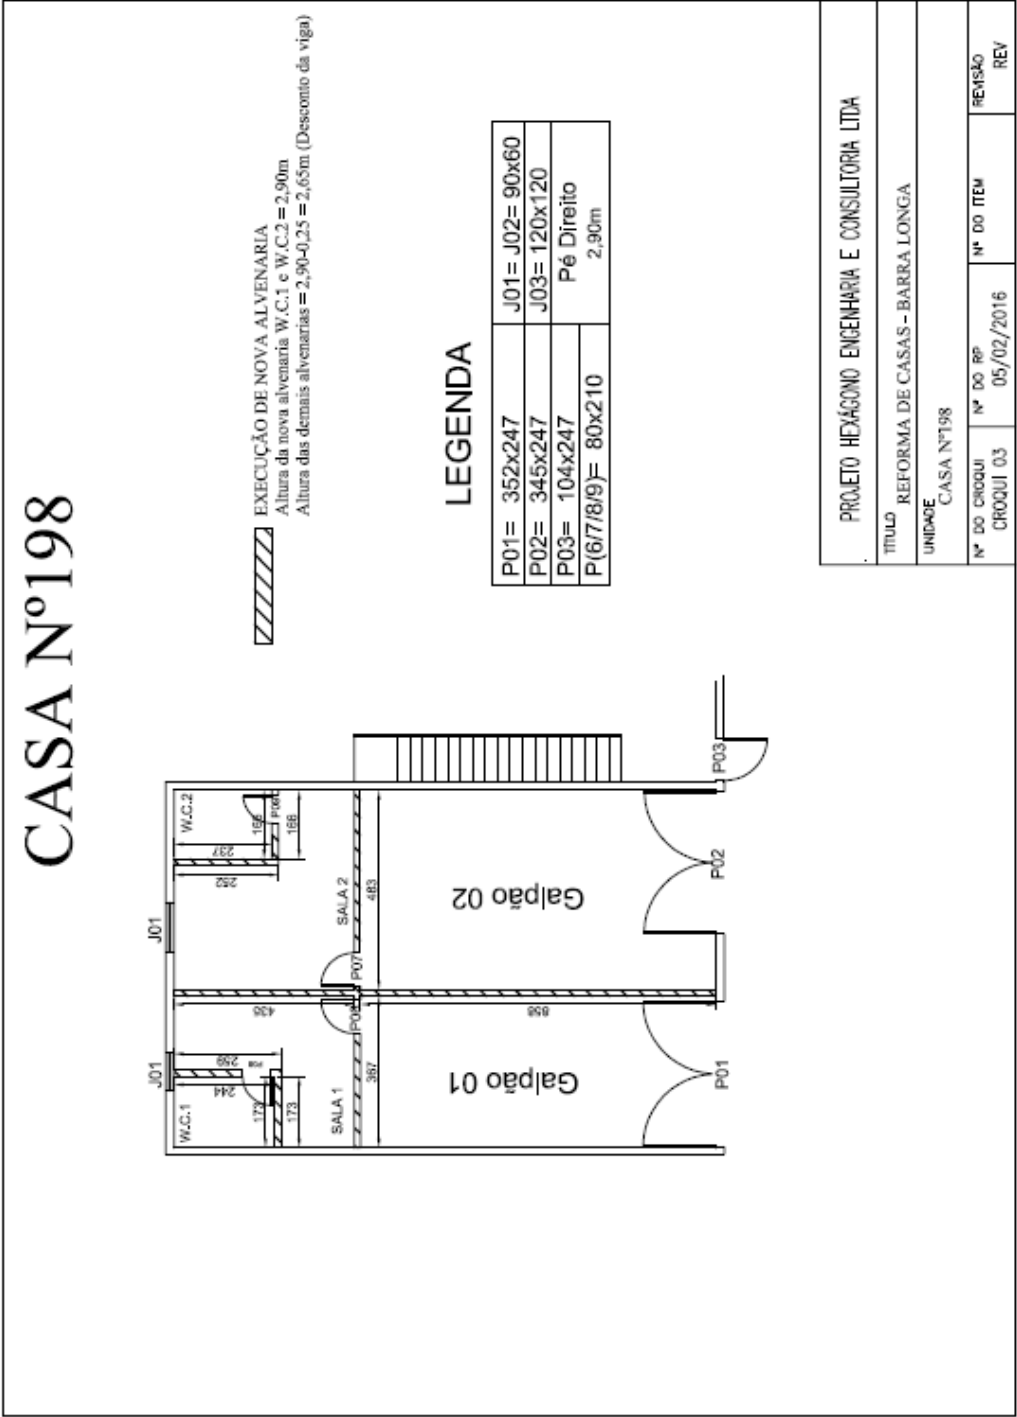 CASA Nº198
EXECUÇÃO DE NOVA ALVENARIA
Altura da nova alvenaria W.C.1 e W.C.2 = 2,90m
Altura das demais alvenarias = 2,90-0,25 = 2,65m (Desconto da viga)
LEGENDA
P01= 352x247 J01= J02= 90x60
P02= 345x247 J03= 120x120
P03= 104x247 Pé Direito
P(6/7/8/9)= 80x210 2,90m
J01
J01
W.C.1
W.C.2
244
173
173
237
168
SALA 1
SALA 2
P07
367
483
435
858
Galpão 01
Galpão 02
P01
P02
P03
PROJETO HEXÁGONO ENGENHARIA E CONSULTORIA LTDA
TÍTULO
REFORMA DE CASAS - BARRA LONGA
UNIDADE
CASA Nº198
Nº DO CROQUI Nº DO RP Nº DO ITEM REVISÃO
CROQUI 03 05/02/2016 REV